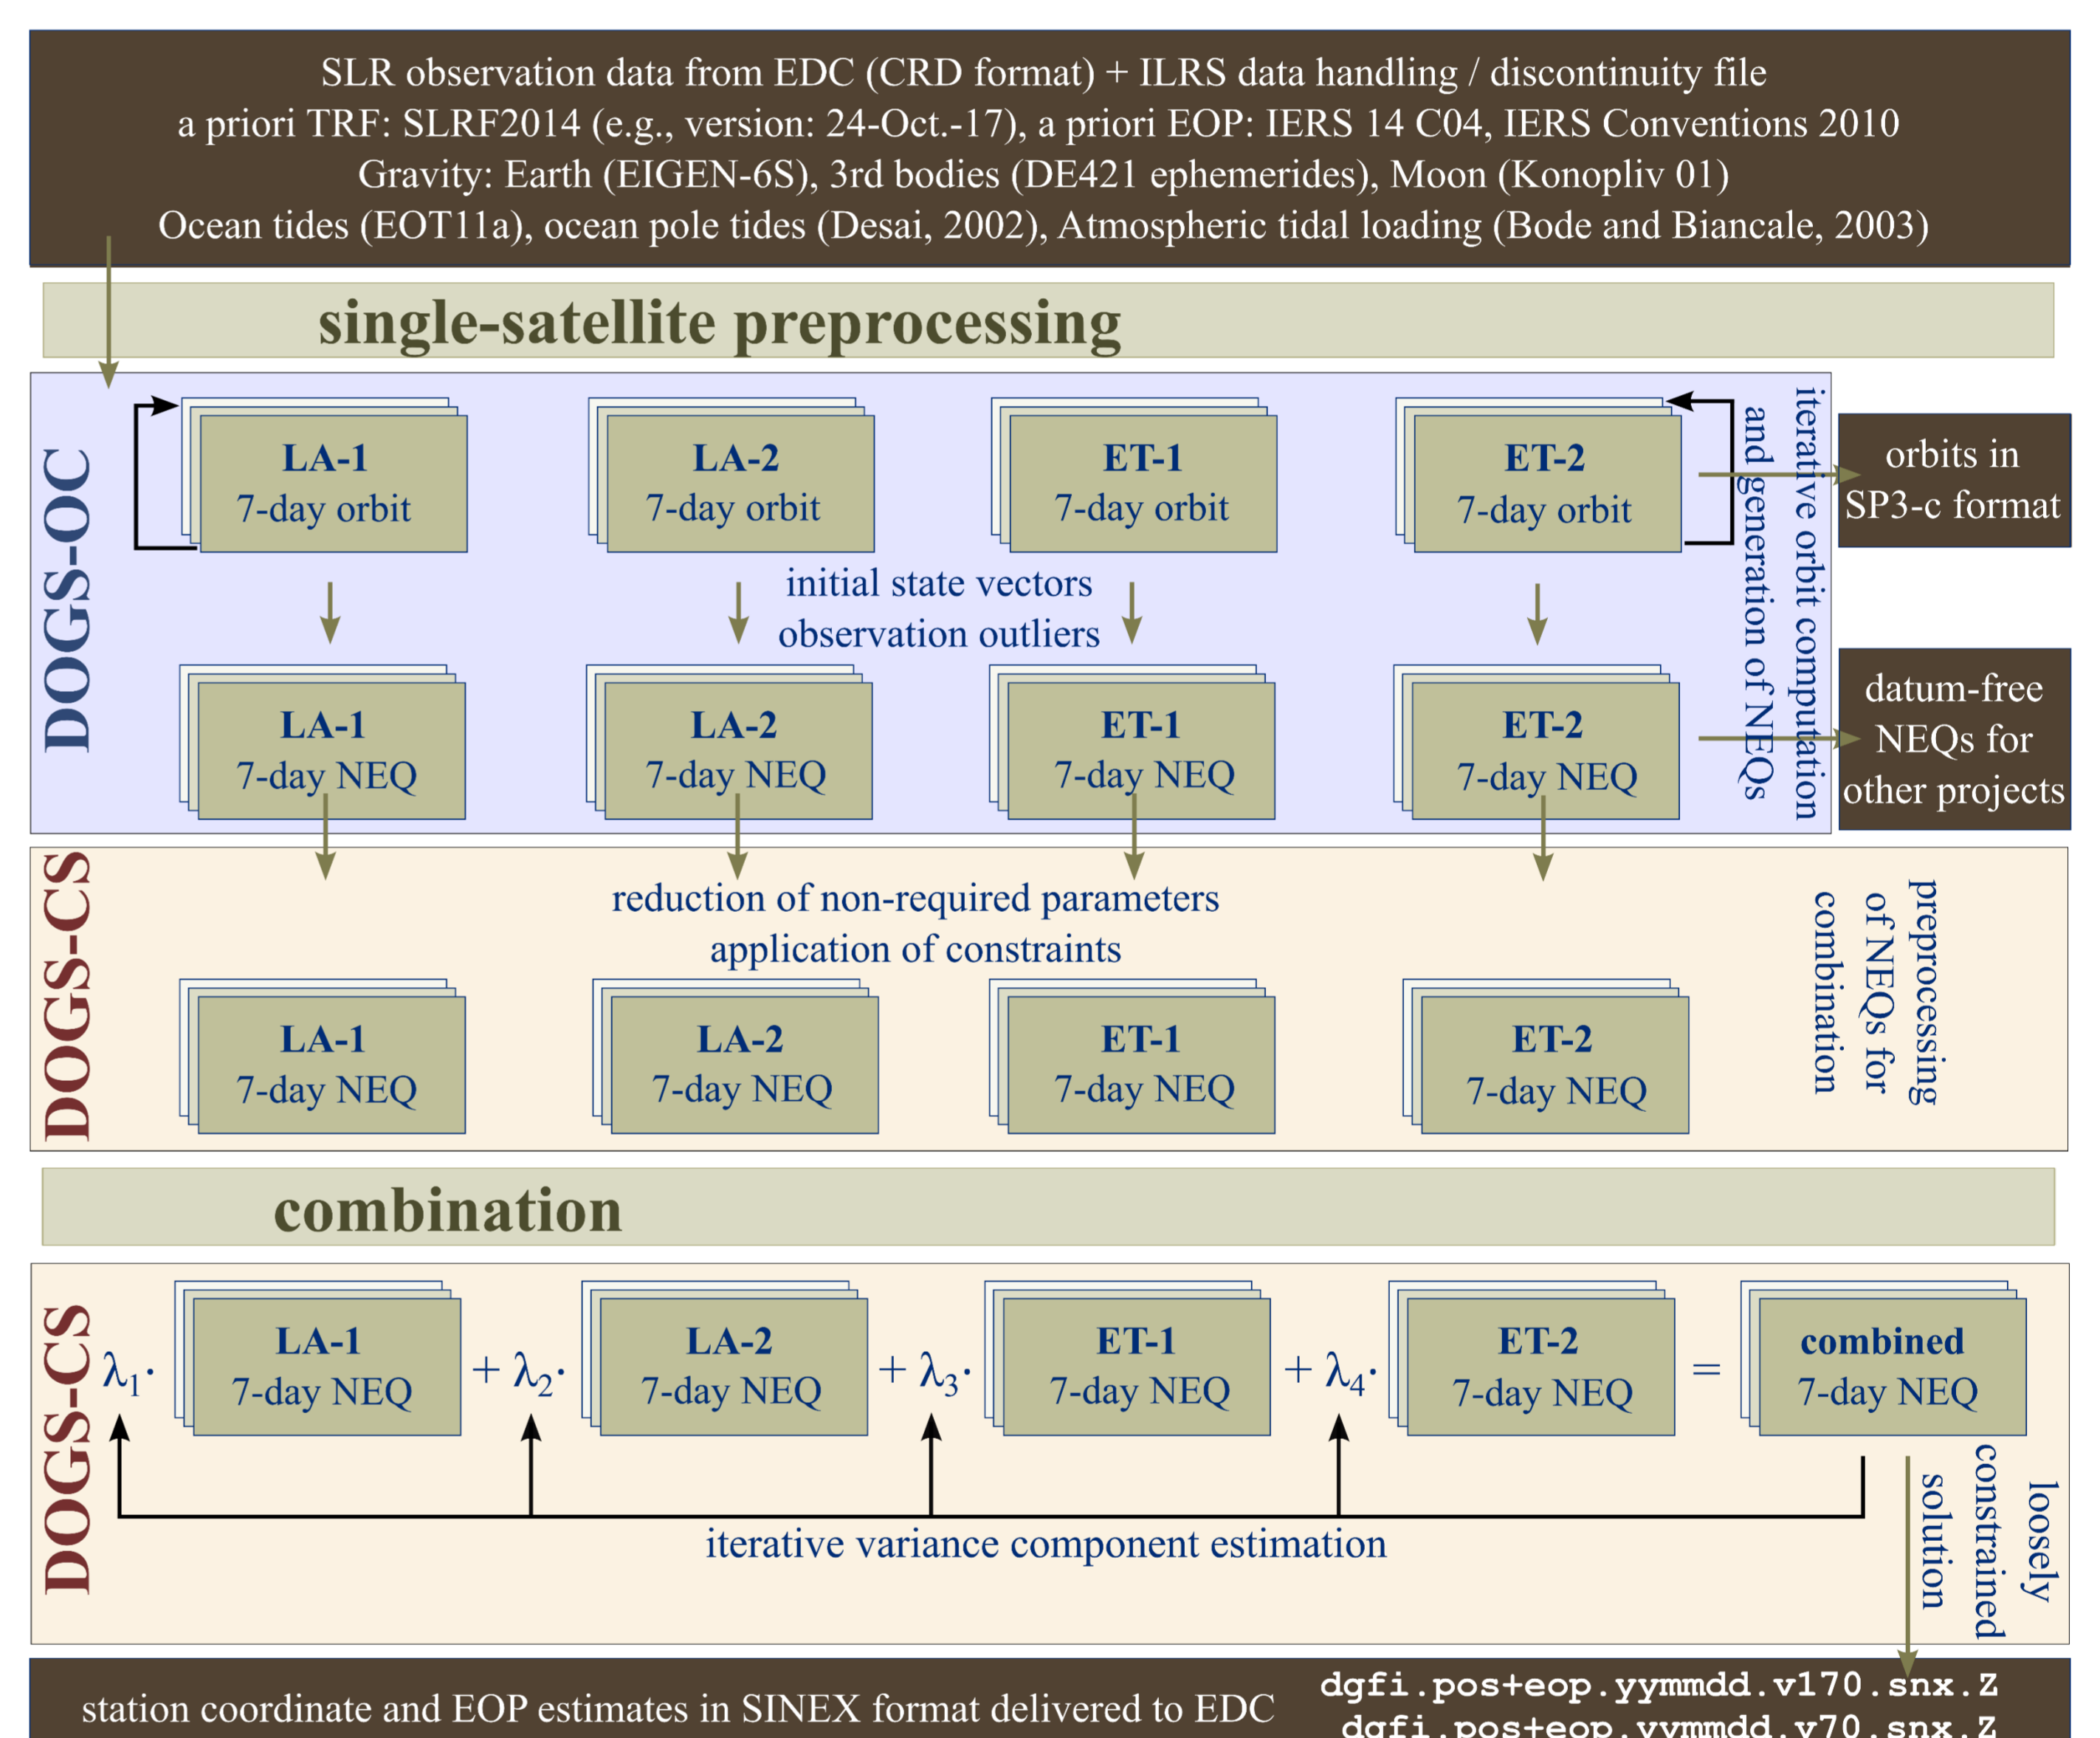 SLR observation data from EDC (CRD format) + ILRS data handling / discontinuity file
a priori TRF: SLRF2014 (e.g., version: 24-Oct.-17), a priori EOP: IERS 14 C04, IERS Conventions 2010
Gravity: Earth (EIGEN-6S), 3rd bodies (DE421 ephemerides), Moon (Konopliv 01)
Ocean tides (EOT11a), ocean pole tides (Desai, 2002), Atmospheric tidal loading (Bode and Biancale, 2003)
single-satellite preprocessing
DOGS-OC
LA-1
7-day orbit
LA-2
7-day orbit
ET-1
7-day orbit
ET-2
7-day orbit
iterative orbit computation
and generation of NEQs
orbits in
SP3-c format
initial state vectors
observation outliers
LA-1
7-day NEQ
LA-2
7-day NEQ
ET-1
7-day NEQ
ET-2
7-day NEQ
datum-free
NEQs for
other projects
DOGS-CS
reduction of non-required parameters
application of constraints
preprocessing
of NEQs for
combination
LA-1
7-day NEQ
LA-2
7-day NEQ
ET-1
7-day NEQ
ET-2
7-day NEQ
combination
DOGS-CS
λ₁·
LA-1
7-day NEQ
+ λ₂·
LA-2
7-day NEQ
+ λ₃·
ET-1
7-day NEQ
+ λ₄·
ET-2
7-day NEQ
=
combined
7-day NEQ
iterative variance component estimation
loosely
constrained
solution
station coordinate and EOP estimates in SINEX format delivered to EDC
dgfi.pos+eop.yymmdd.v170.snx.Z
dgfi.pos+eop.yymmdd.v70.snx.Z